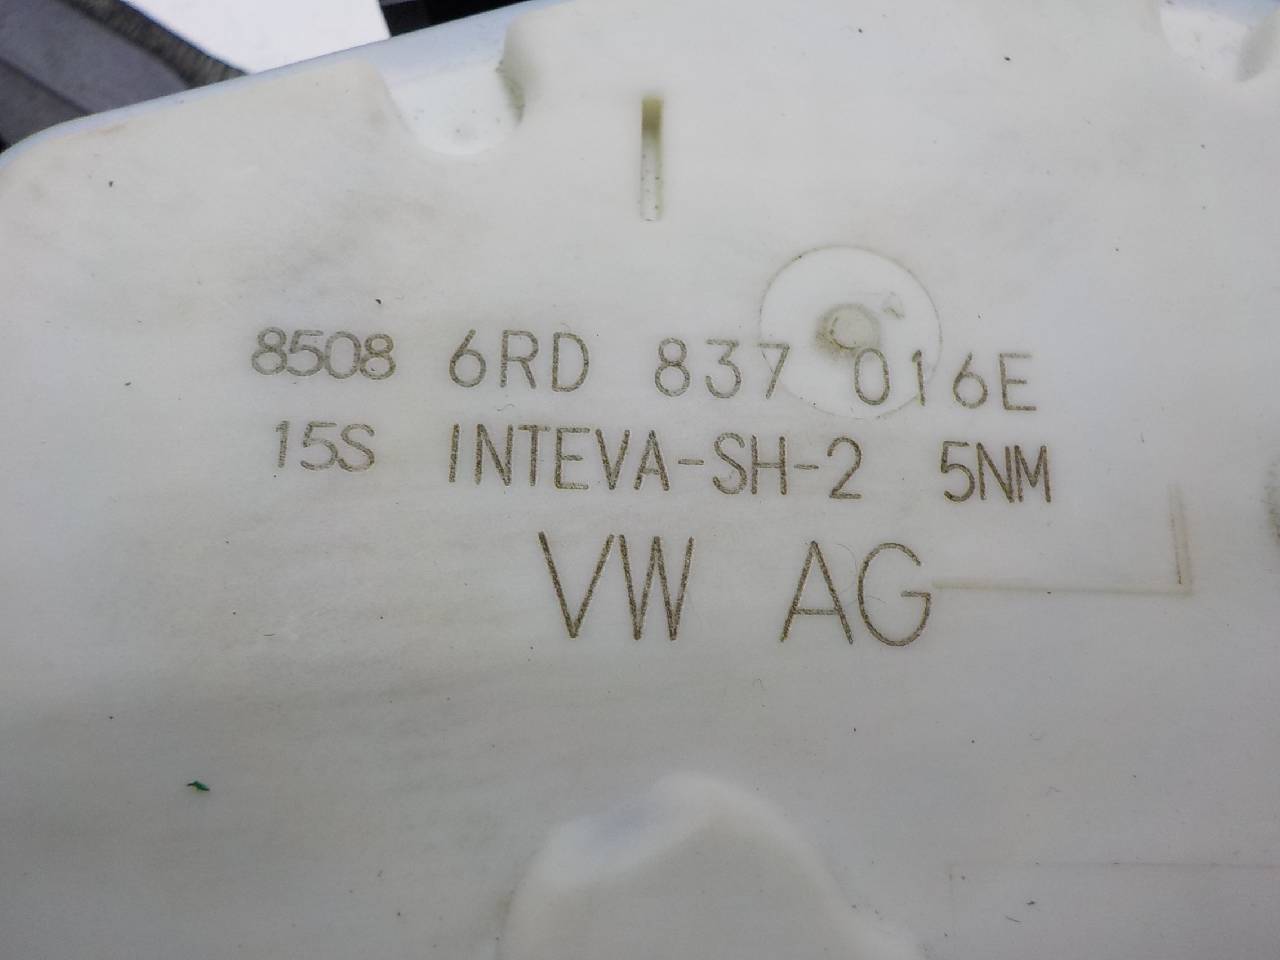 8508 6RD 837 016E
15S INTEVA-SH-2 5NM
VW AG